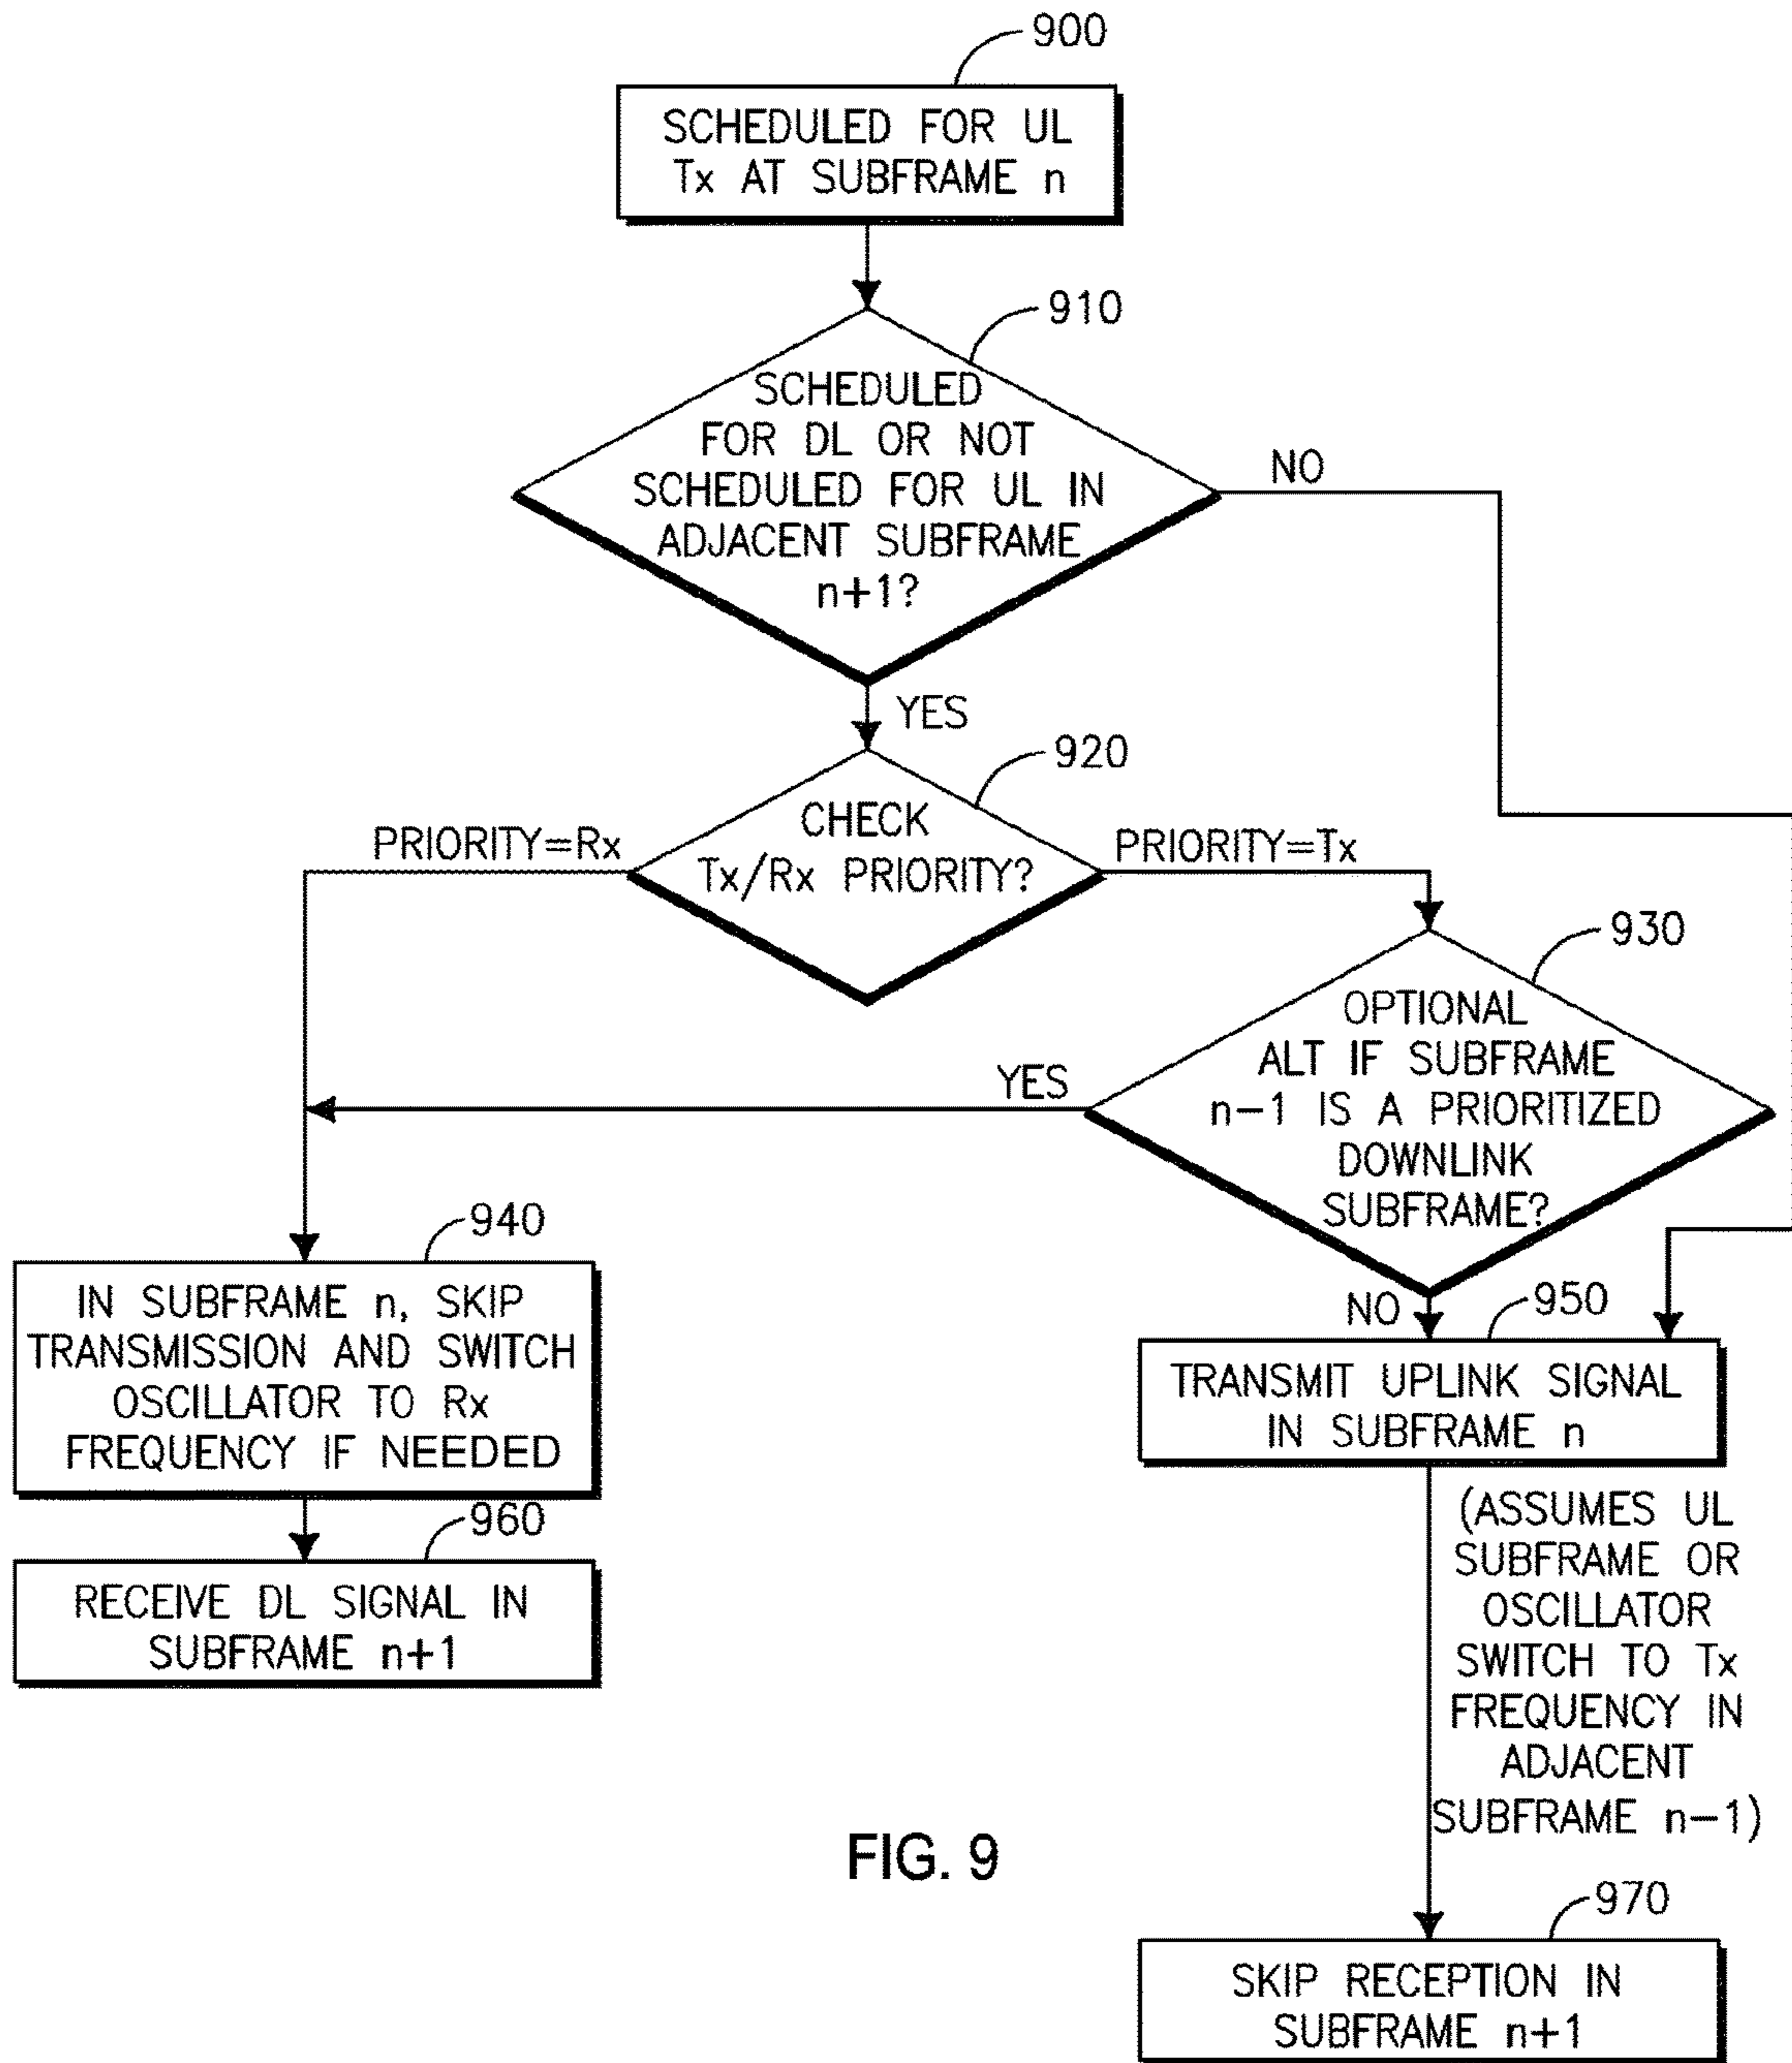 900
SCHEDULED FOR UL
Tx AT SUBFRAME n
910
SCHEDULED
FOR DL OR NOT
SCHEDULED FOR UL IN
ADJACENT SUBFRAME
n+1?
NO
YES
920
CHECK
Tx/Rx PRIORITY?
PRIORITY=Rx
PRIORITY=Tx
930
OPTIONAL
ALT IF SUBFRAME
n-1 IS A PRIORITIZED
DOWNLINK
SUBFRAME?
YES
NO
940
IN SUBFRAME n, SKIP
TRANSMISSION AND SWITCH
OSCILLATOR TO Rx
FREQUENCY IF NEEDED
950
TRANSMIT UPLINK SIGNAL
IN SUBFRAME n
960
RECEIVE DL SIGNAL IN
SUBFRAME n+1
(ASSUMES UL
SUBFRAME OR
OSCILLATOR
SWITCH TO Tx
FREQUENCY IN
ADJACENT
SUBFRAME n-1)
970
SKIP RECEPTION IN
SUBFRAME n+1
FIG. 9